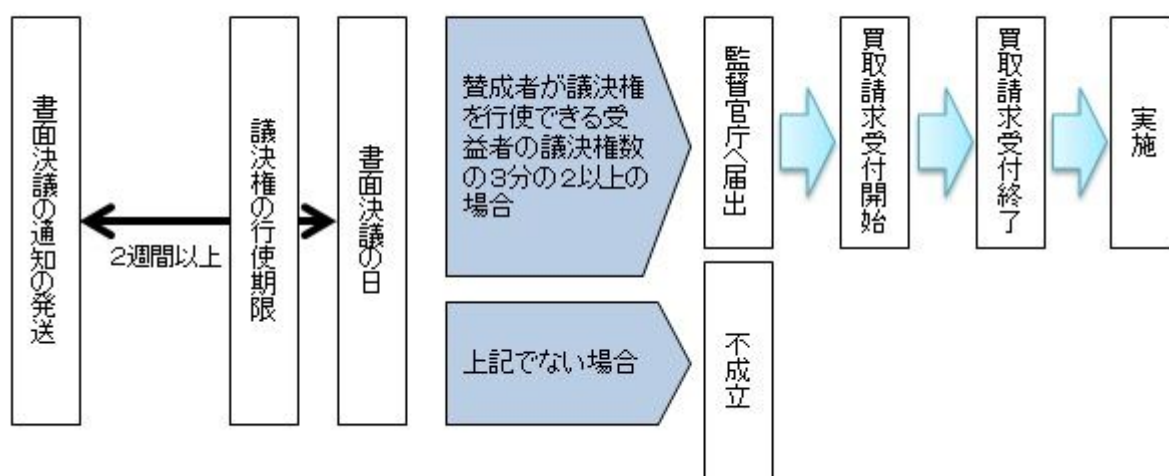 書面決議の通知の発送
2週間以上
議決権の行使期限
書面決議の日
賛成者が議決権
を行使できる受
益者の議決権数
の3分の2以上の
場合
上記でない場合
監督官庁へ届出
不成立
買取請求受付開始
買取請求受付終了
実施